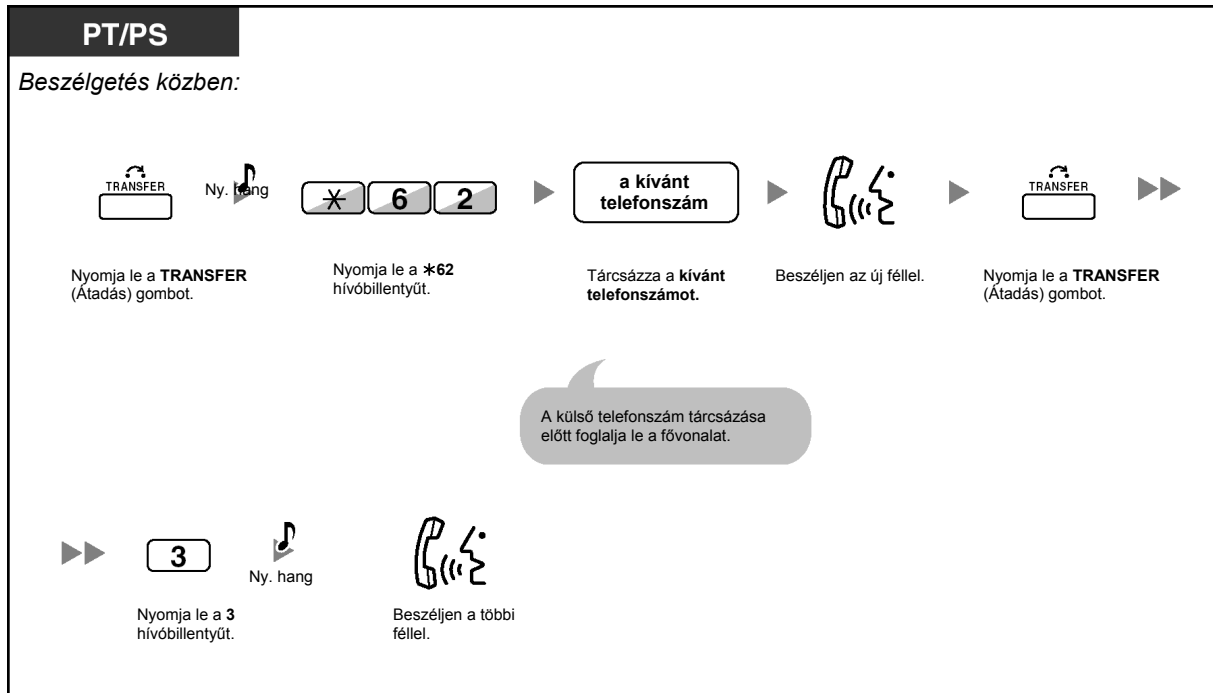 PT/PS
Beszélgetés közben:
TRANSFER
Ny. hang
6 2
a kívánt
telefonszám
TRANSFER
Nyomja le a TRANSFER
(Átadás) gombot.
Nyomja le a ＊62
hívóbillentyűt.
Tárcsázza a kívánt
telefonszámot.
Beszéljen az új féllel.
Nyomja le a TRANSFER
(Átadás) gombot.
A külső telefonszám tárcsázása
előtt foglalja le a fővonalat.
3
Ny. hang
Nyomja le a 3
hívóbillentyűt.
Beszéljen a többi
féllel.